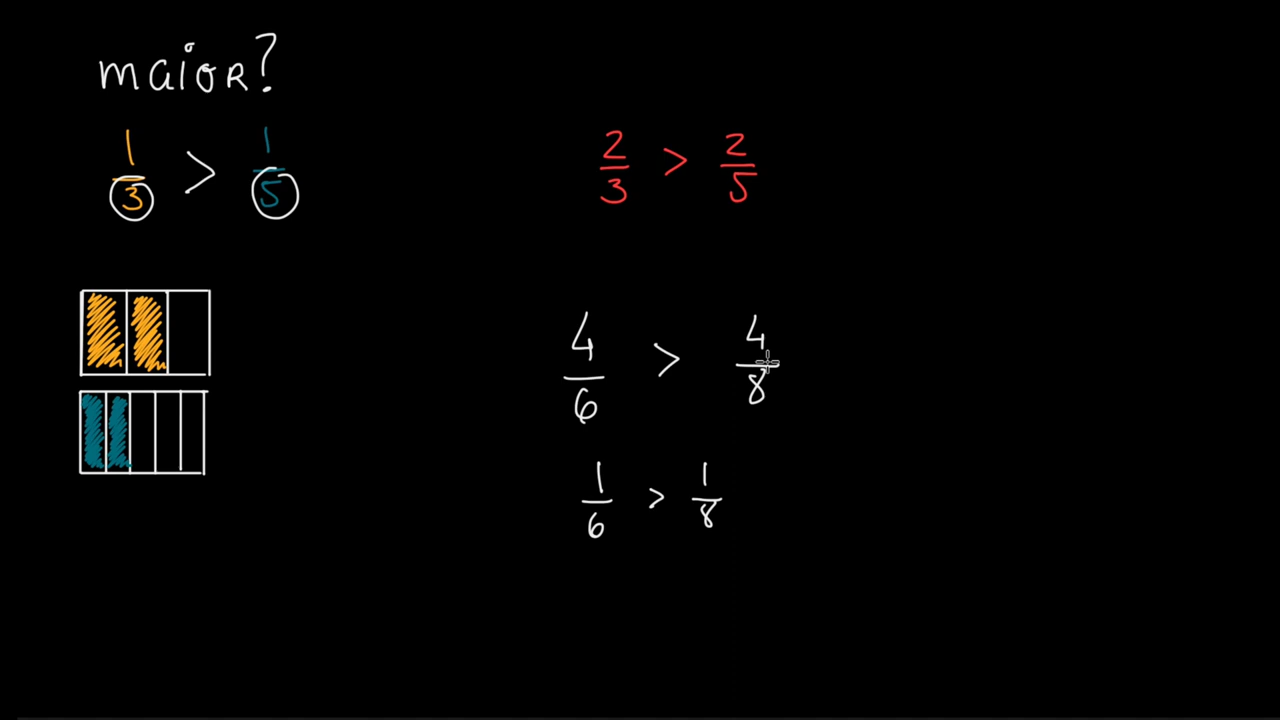 maior?
1/3 > 1/5
2/3 > 2/5
4/6 > 4/8
1/6 > 1/8